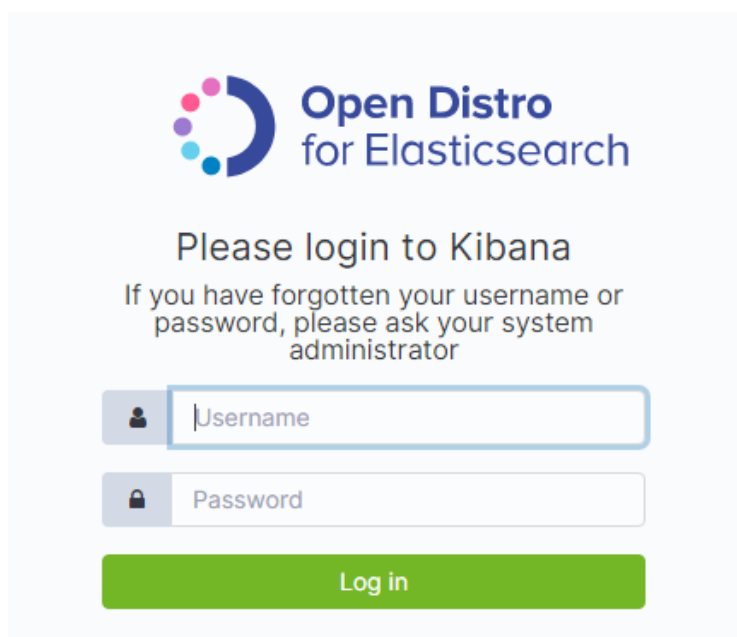 Open Distro
for Elasticsearch
Please login to Kibana
If you have forgotten your username or
password, please ask your system
administrator
Username
Password
Log in